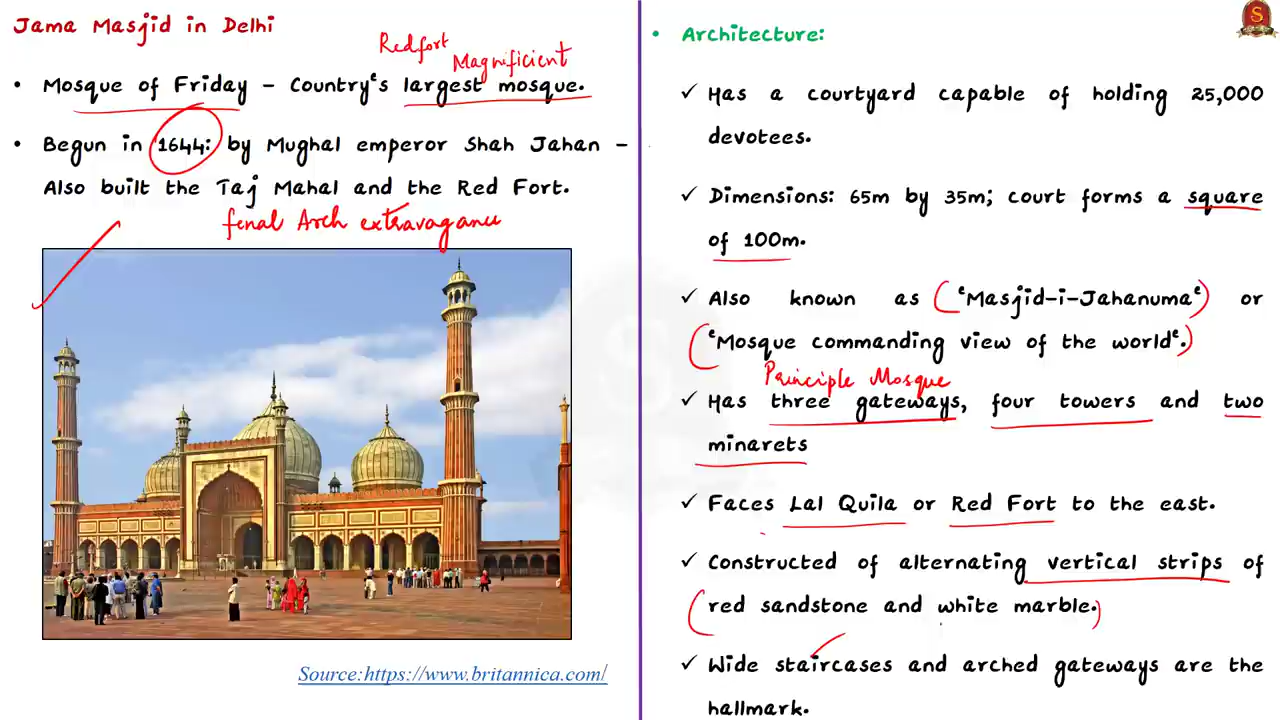 Jama Masjid in Delhi
Redfort
Magnificient
• Mosque of Friday – Country's largest mosque.
• Begun in 1644: by Mughal emperor Shah Jahan –
Also built the Taj Mahal and the Red Fort.
fenal Arch extravagance
Source:https://www.britannica.com/
• Architecture:
✓ Has a courtyard capable of holding 25,000
devotees.
✓ Dimensions: 65m by 35m; court forms a square
of 100m.
✓ Also known as 'Masjid-i-Jahanuma' or
'Mosque commanding view of the world'.
Principle Mosque
✓ Has three gateways, four towers and two
minarets
✓ Faces Lal Quila or Red Fort to the east.
✓ Constructed of alternating vertical strips of
red sandstone and white marble.
✓ Wide staircases and arched gateways are the
hallmark.